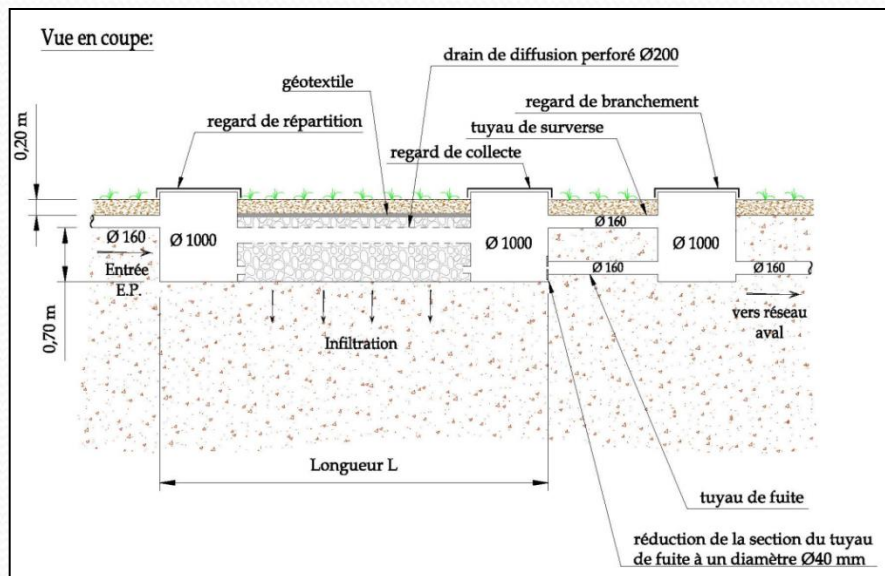 Vue en coupe:
drain de diffusion perforé Ø200
géotextile
regard de branchement
regard de répartition
tuyau de surverse
regard de collecte
0,20 m
Ø 160
Ø 160
Ø 1000
Ø 1000
Ø 1000
Entrée
E.P.
Ø 160
Ø 160
vers réseau
aval
0,70 m
Infiltration
Longueur L
tuyau de fuite
réduction de la section du tuyau
de fuite à un diamètre Ø40 mm